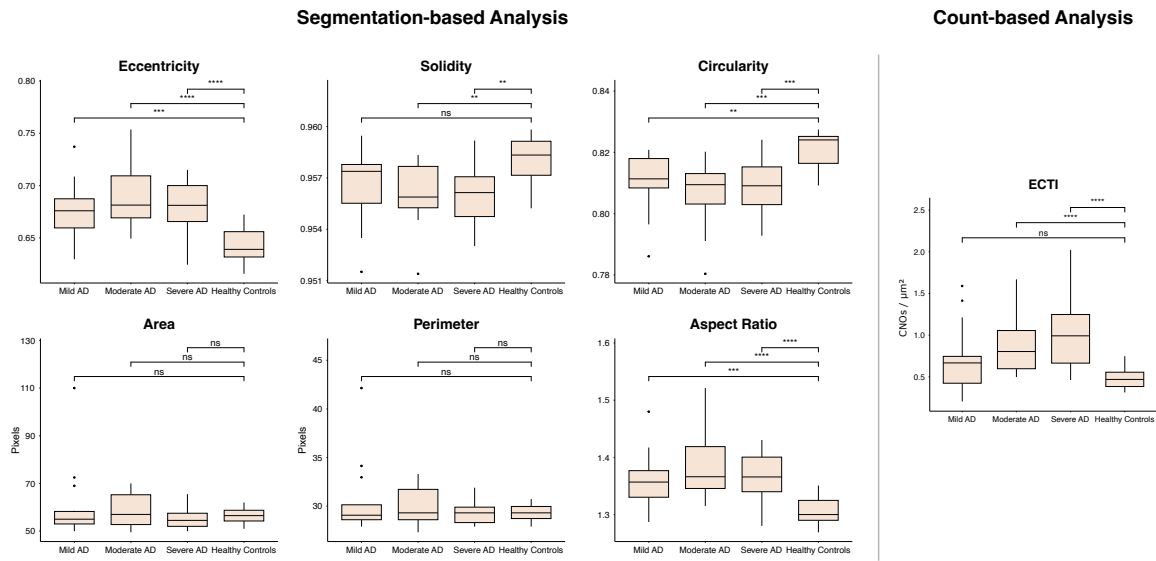 Segmentation-based Analysis
Count-based Analysis
Eccentricity
0.80
0.75
0.70
0.65
****
****
***
Mild AD Moderate AD Severe AD Healthy Controls
Solidity
0.960
0.957
0.954
0.951
**
**
ns
Mild AD Moderate AD Severe AD Healthy Controls
Circularity
0.84
0.82
0.80
0.78
***
***
**
Mild AD Moderate AD Severe AD Healthy Controls
Area
Pixels
130
110
90
70
50
ns
ns
ns
Mild AD Moderate AD Severe AD Healthy Controls
Perimeter
Pixels
45
40
35
30
ns
ns
ns
Mild AD Moderate AD Severe AD Healthy Controls
Aspect Ratio
1.6
1.5
1.4
1.3
****
****
***
Mild AD Moderate AD Severe AD Healthy Controls
ECTI
CNOs / µm²
2.5
2.0
1.5
1.0
0.5
****
****
ns
Mild AD Moderate AD Severe AD Healthy Controls